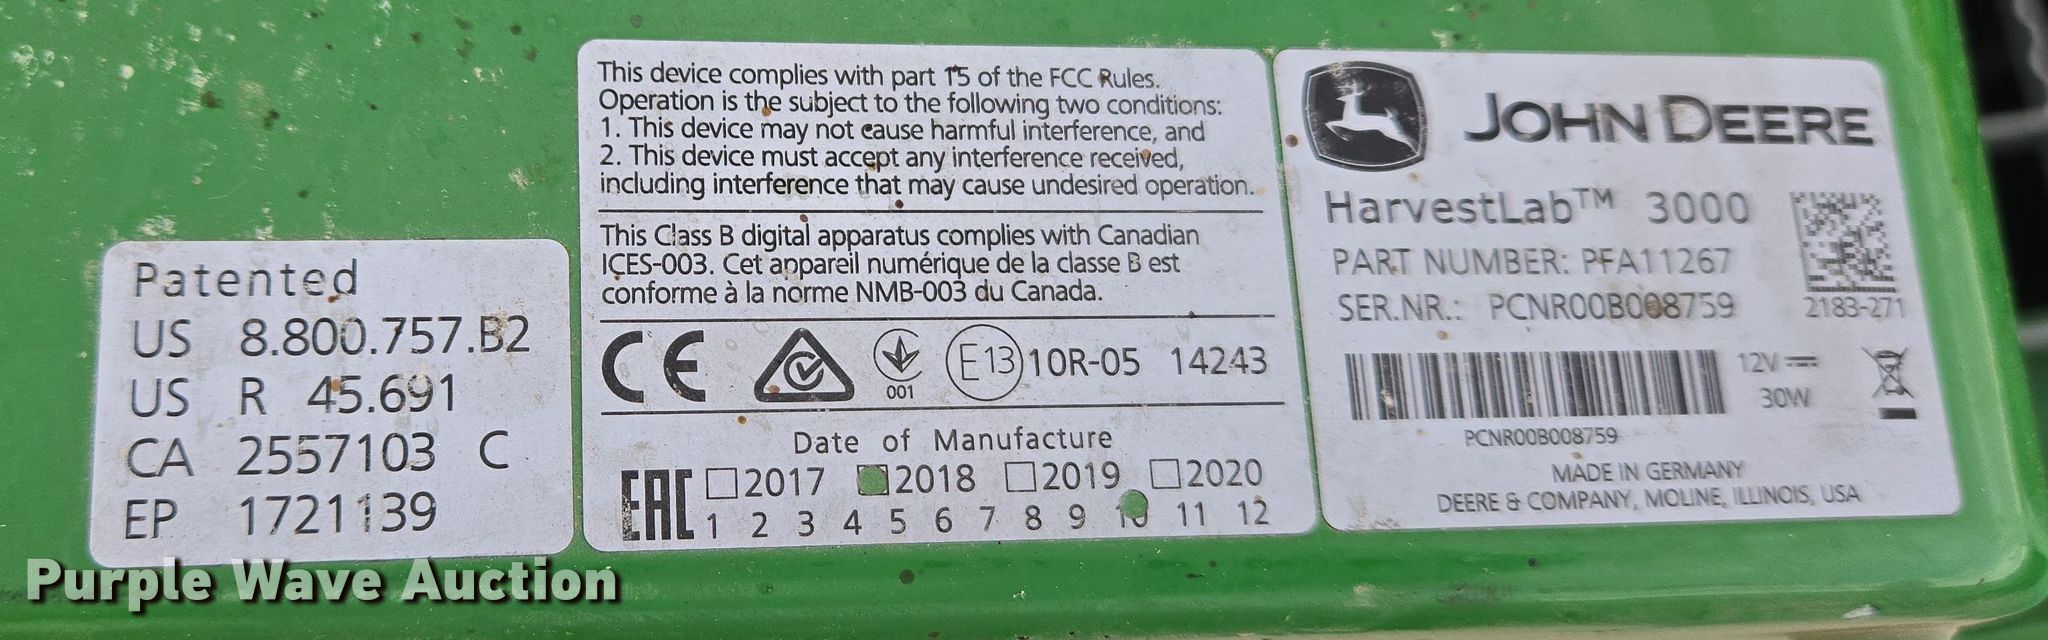 Patented
US 8.800.757.B2
US R 45.691
CA 2557103 C
EP 1721139
This device complies with part 15 of the FCC Rules.
Operation is the subject to the following two conditions:
1. This device may not cause harmful interference, and
2. This device must accept any interference received,
including interference that may cause undesired operation.
This Class B digital apparatus complies with Canadian
ICES-003. Cet appareil numérique de la classe B est
conforme à la norme NMB-003 du Canada.
CE 001 E13 10R-05 14243
Date of Manufacture
EAC 2017 2018 2019 2020
1 2 3 4 5 6 7 8 9 10 11 12
JOHN DEERE
HarvestLab™ 3000
PART NUMBER: PFA11267
SER.NR.: PCNR00B008759
2183-271
12V
30W
PCNR00B008759
MADE IN GERMANY
DEERE & COMPANY, MOLINE, ILLINOIS, USA
Purple Wave Auction